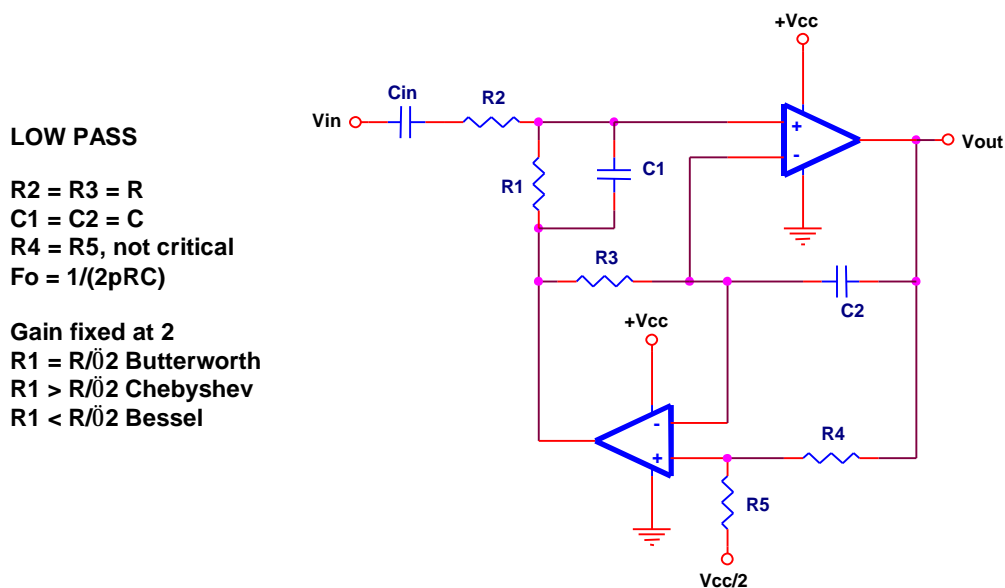 LOW PASS
R2 = R3 = R
C1 = C2 = C
R4 = R5, not critical
Fo = 1/(2pRC)
Gain fixed at 2
R1 = R/Ö2 Butterworth
R1 > R/Ö2 Chebyshev
R1 < R/Ö2 Bessel
+Vcc
Cin
R2
Vin
+
-
Vout
R1
C1
R3
C2
+Vcc
-
+
R4
R5
Vcc/2